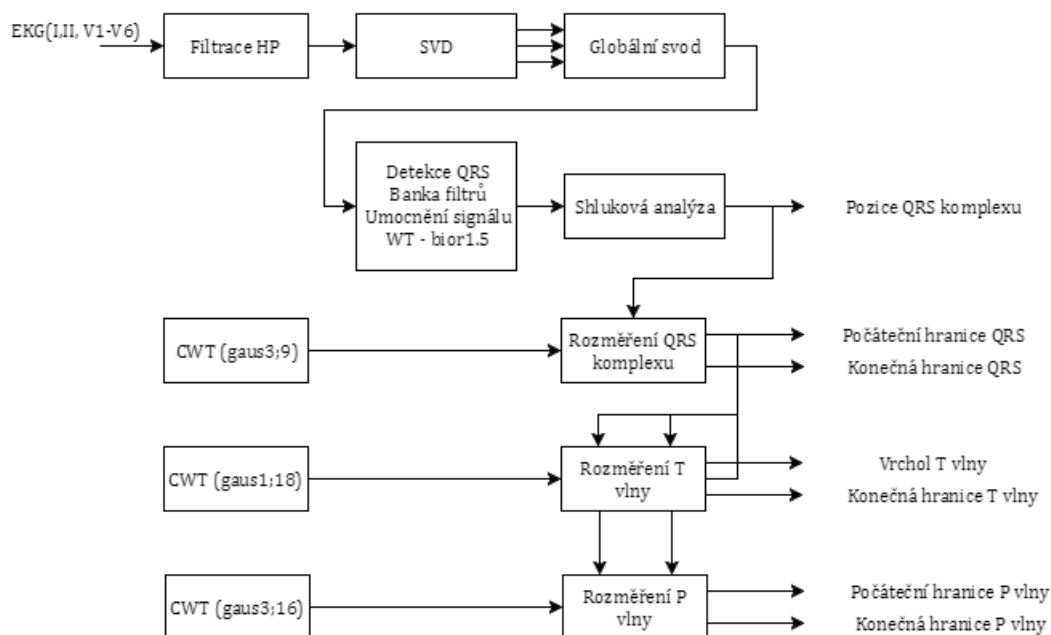 EKG(I,II, V1-V6)
Filtrace HP
SVD
Globální svod
Detekce QRS
Banka filtrů
Umocnění signálu
WT - bior1.5
Shluková analýza
Pozice QRS komplexu
CWT (gaus3;9)
Rozměření QRS
komplexu
Počáteční hranice QRS
Konečná hranice QRS
CWT (gaus1;18)
Rozměření T
vlny
Vrchol T vlny
Konečná hranice T vlny
CWT (gaus3;16)
Rozměření P
vlny
Počáteční hranice P vlny
Konečná hranice P vlny